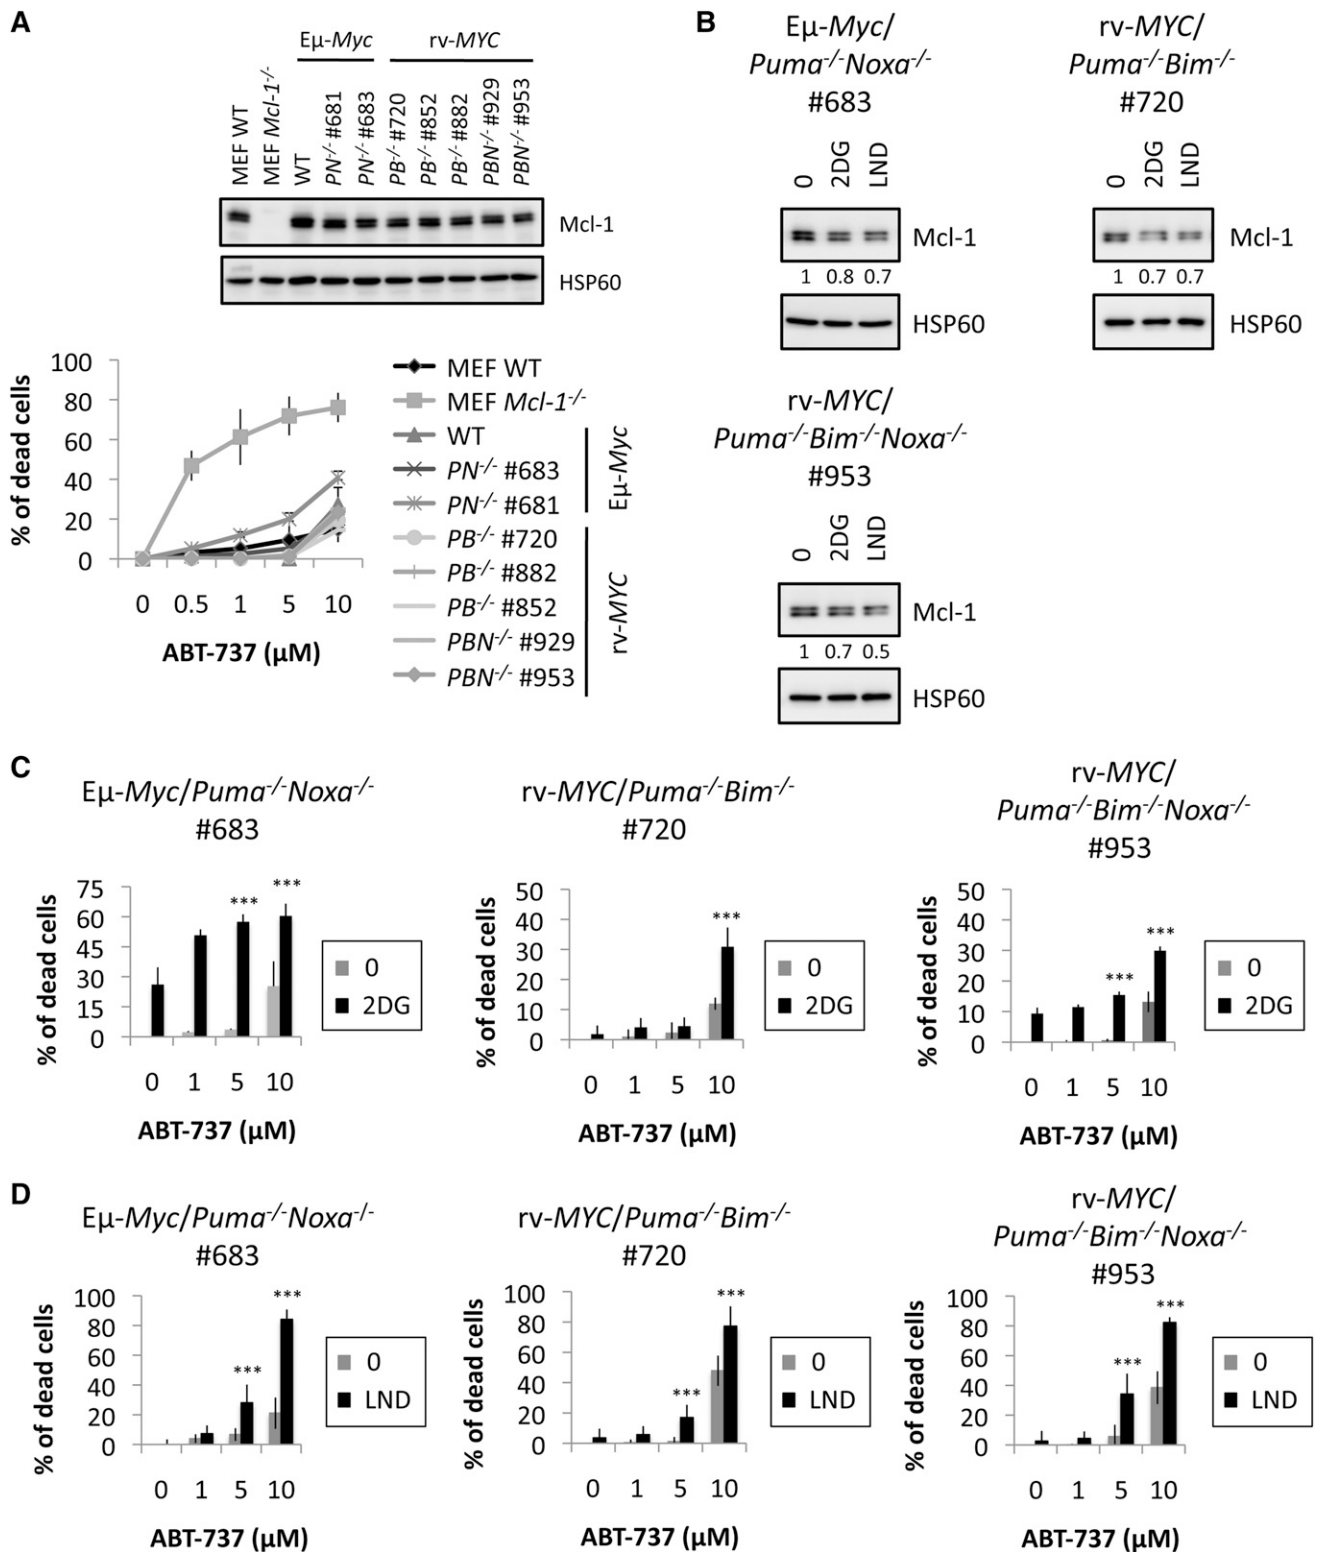 A
Eμ-Myc
rv-MYC
MEF WT
MEF Mcl-1-/-
WT
PN-/- #681
PN-/- #683
PB-/- #720
PB-/- #852
PB-/- #882
PBN-/- #929
PBN-/- #953
Mcl-1
HSP60
% of dead cells
100
80
60
40
20
0
0 0.5 1 5 10
ABT-737 (μM)
MEF WT
MEF Mcl-1-/-
WT
PN-/- #683
PN-/- #681
PB-/- #720
PB-/- #882
PB-/- #852
PBN-/- #929
PBN-/- #953
Eμ-Myc
rv-MYC
B
Eμ-Myc/
Puma-/-Noxa-/-
#683
0 2DG LND
Mcl-1
1 0.8 0.7
HSP60
rv-MYC/
Puma-/-Bim-/-
#720
0 2DG LND
Mcl-1
1 0.7 0.7
HSP60
rv-MYC/
Puma-/-Bim-/-Noxa-/-
#953
0 2DG LND
Mcl-1
1 0.7 0.5
HSP60
C
Eμ-Myc/Puma-/-Noxa-/-
#683
% of dead cells
75
60
45
30
15
0
*** ***
0 1 5 10
ABT-737 (μM)
0
2DG
rv-MYC/Puma-/-Bim-/-
#720
% of dead cells
50
40
30
20
10
0
***
0 1 5 10
ABT-737 (μM)
0
2DG
rv-MYC/
Puma-/-Bim-/-Noxa-/-
#953
% of dead cells
50
40
30
20
10
0
*** ***
0 1 5 10
ABT-737 (μM)
0
2DG
D
Eμ-Myc/Puma-/-Noxa-/-
#683
% of dead cells
100
80
60
40
20
0
*** ***
0 1 5 10
ABT-737 (μM)
0
LND
rv-MYC/Puma-/-Bim-/-
#720
% of dead cells
100
80
60
40
20
0
*** ***
0 1 5 10
ABT-737 (μM)
0
LND
rv-MYC/
Puma-/-Bim-/-Noxa-/-
#953
% of dead cells
100
80
60
40
20
0
*** ***
0 1 5 10
ABT-737 (μM)
0
LND